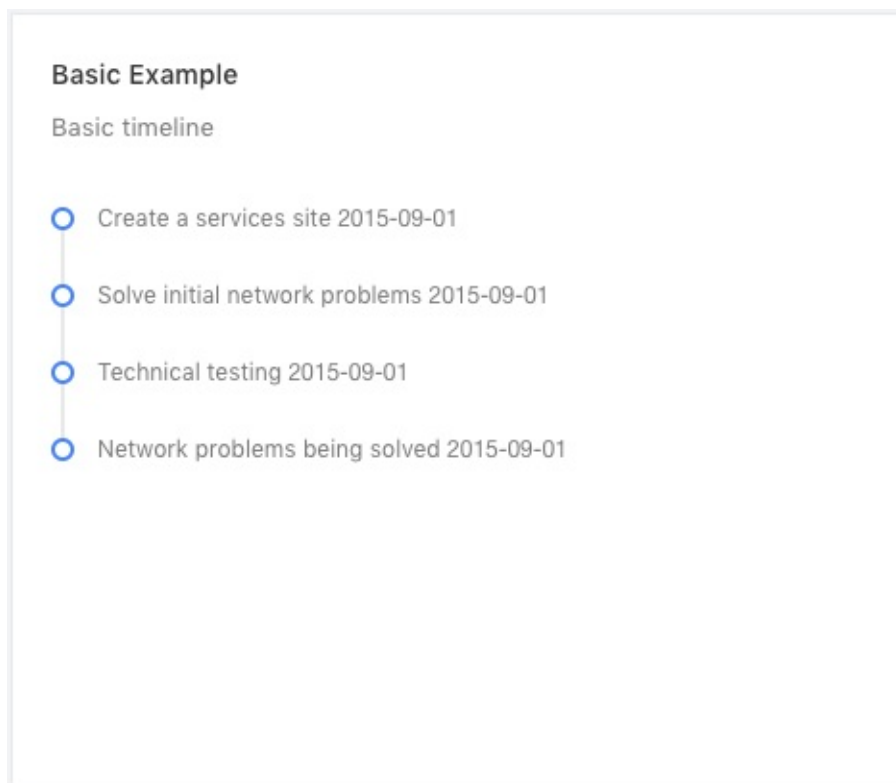 Basic Example
Basic timeline
Create a services site 2015-09-01
Solve initial network problems 2015-09-01
Technical testing 2015-09-01
Network problems being solved 2015-09-01